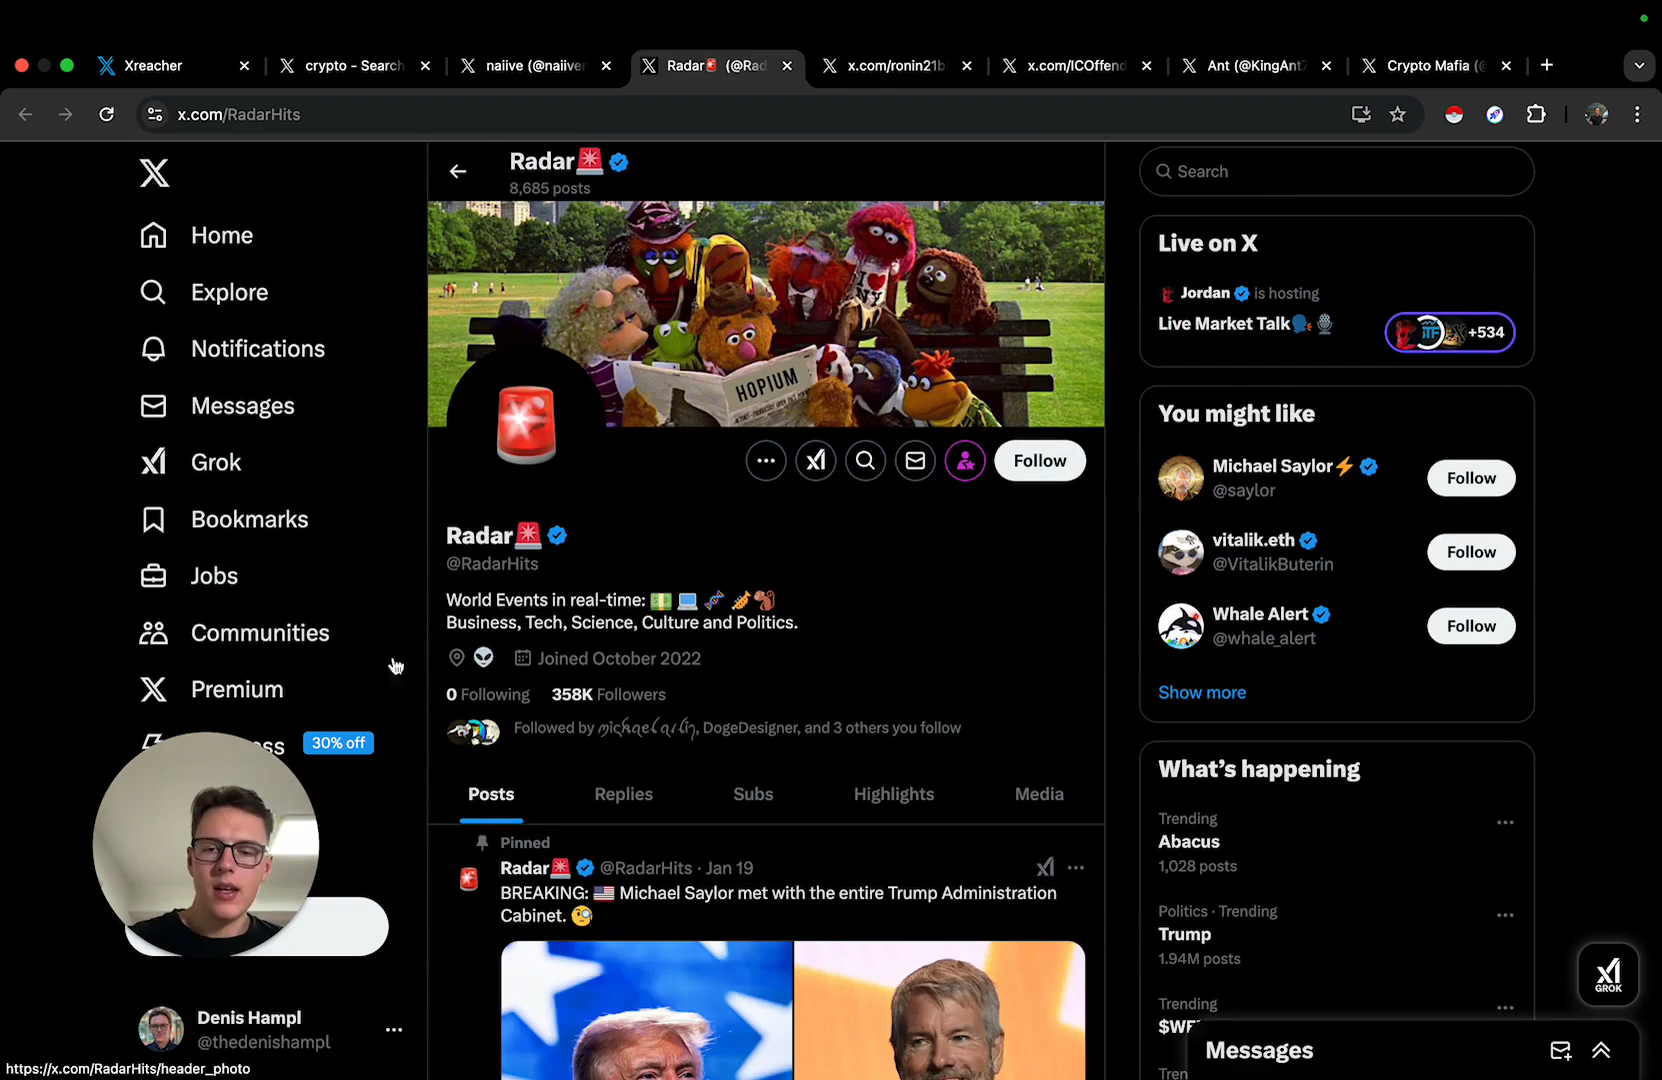 Xreacher
crypto - Search
naiive (@naiive
Radar🚨 (@Rad
x.com/ronin21b
x.com/ICOffend
Ant (@KingAnt
Crypto Mafia (@
x.com/RadarHits
Home
Explore
Notifications
Messages
Grok
Bookmarks
Jobs
Communities
Premium
ss
30% off
Denis Hampl
@thedenishampl
https://x.com/RadarHits/header_photo
Radar🚨
8,685 posts
I ❤ NY
HOPIUM
Follow
Radar🚨
@RadarHits
World Events in real-time: 💵 💻 🧬 🎺 🐒
Business, Tech, Science, Culture and Politics.
👽 Joined October 2022
0 Following 358K Followers
Followed by michaelcarlin, DogeDesigner, and 3 others you follow
Posts
Replies
Subs
Highlights
Media
Pinned
Radar🚨 @RadarHits · Jan 19
BREAKING: 🇺🇸 Michael Saylor met with the entire Trump Administration
Cabinet. 🧐
Search
Live on X
Jordan is hosting
Live Market Talk🗣️🎙️
+534
You might like
Michael Saylor⚡
@saylor
Follow
vitalik.eth
@VitalikButerin
Follow
Whale Alert
@whale_alert
Follow
Show more
What’s happening
Trending
Abacus
1,028 posts
Politics · Trending
Trump
1.94M posts
Trending
Tren
GROK
Messages